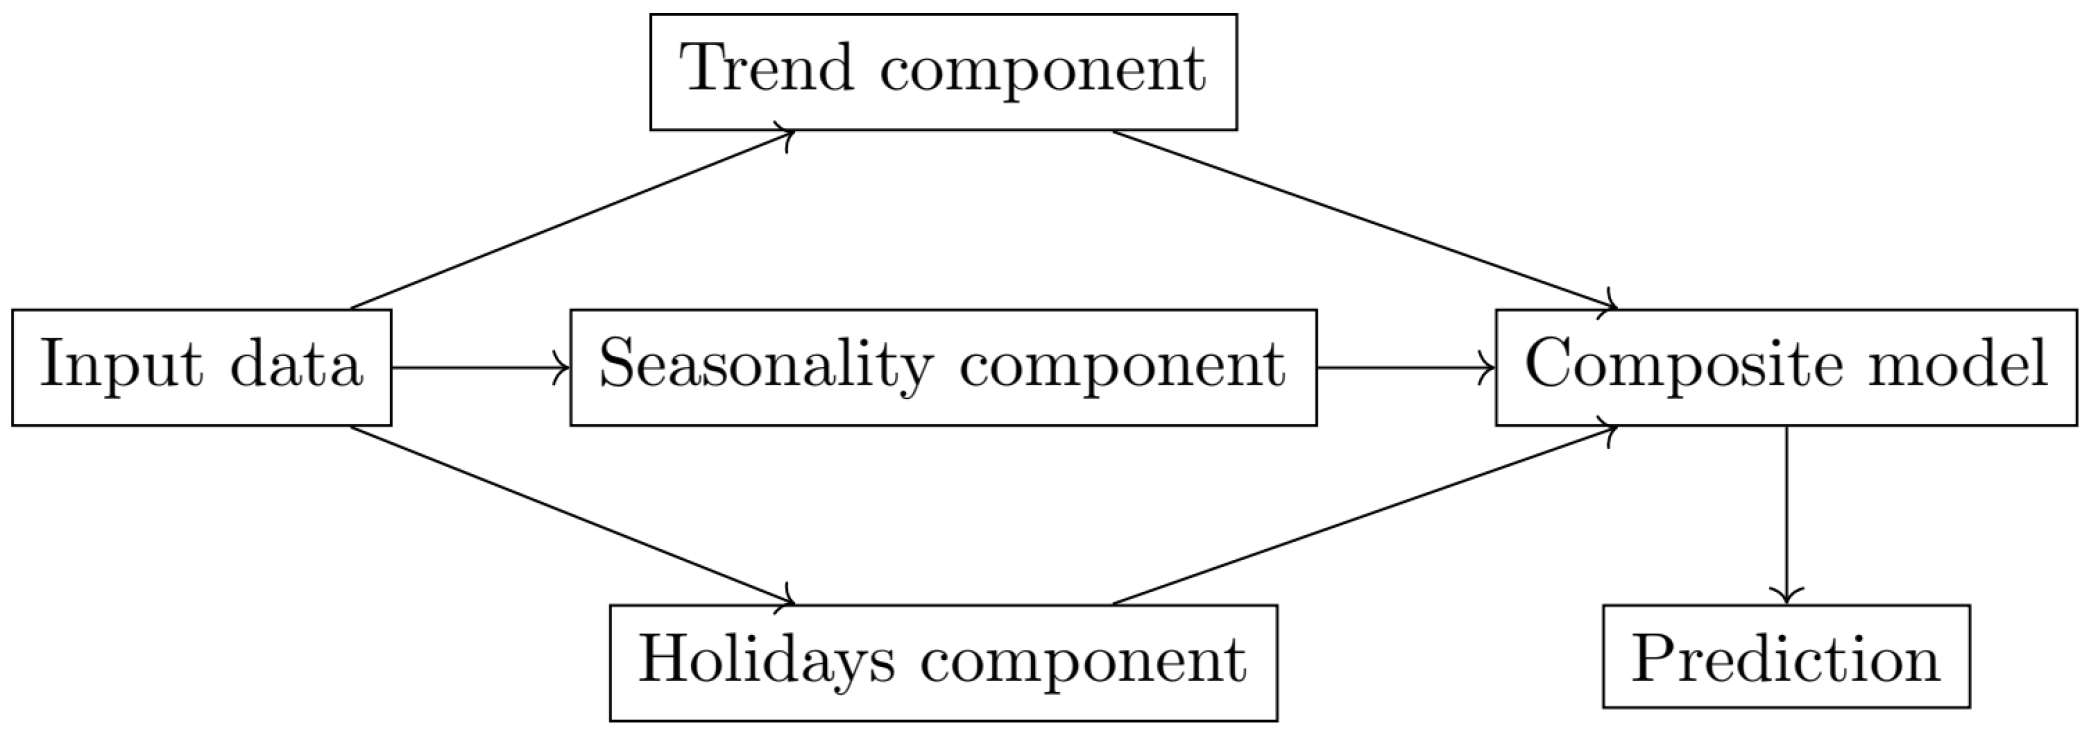 Trend component
Input data
Seasonality component
Composite model
Holidays component
Prediction